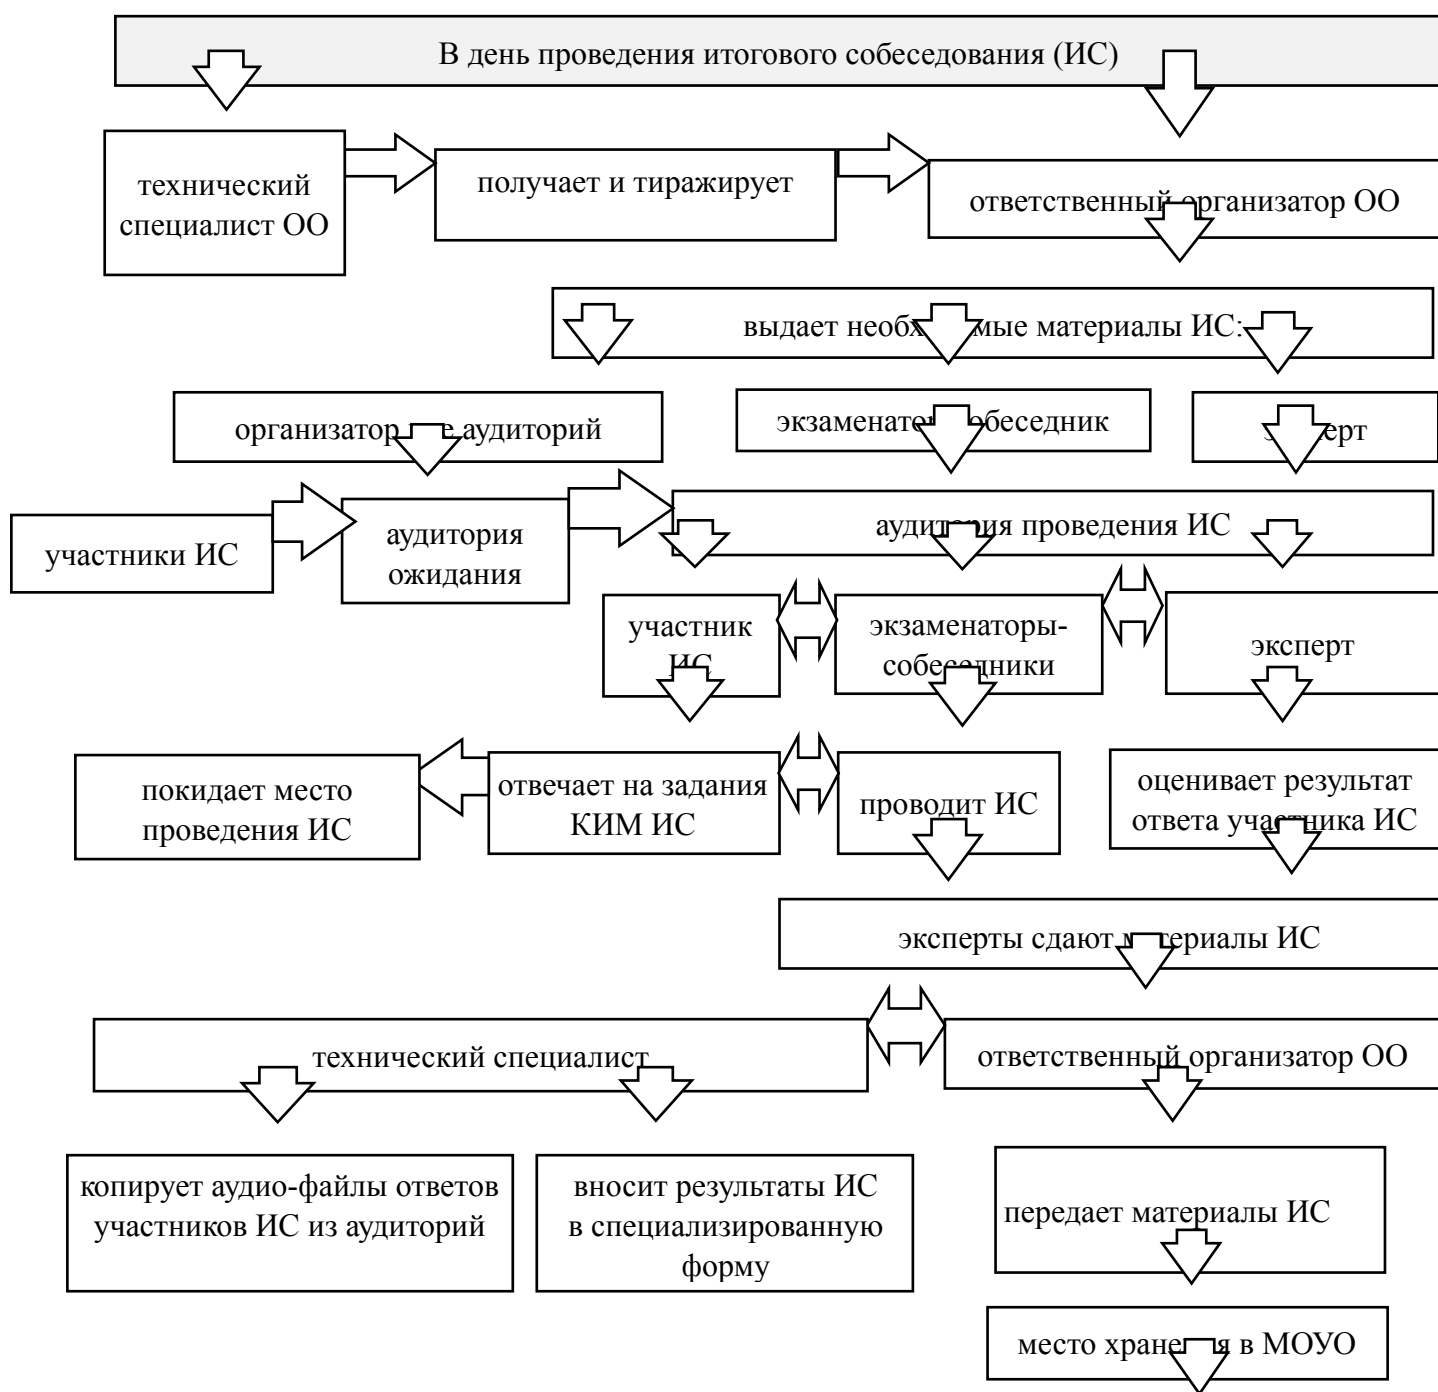 В день проведения итогового собеседования (ИС)
технический
специалист ОО
получает и тиражирует
ответственный организатор ОО
выдает необходимые материалы ИС:
организатор вне аудиторий
экзаменатор-собеседник
эксперт
участники ИС
аудитория
ожидания
аудитория проведения ИС
участник
ИС
экзаменаторы-
собеседники
эксперт
покидает место
проведения ИС
отвечает на задания
КИМ ИС
проводит ИС
оценивает результат
ответа участника ИС
эксперты сдают материалы ИС
технический специалист
ответственный организатор ОО
копирует аудио-файлы ответов
участников ИС из аудиторий
вносит результаты ИС
в специализированную
форму
передает материалы ИС
место хранения в МОУО